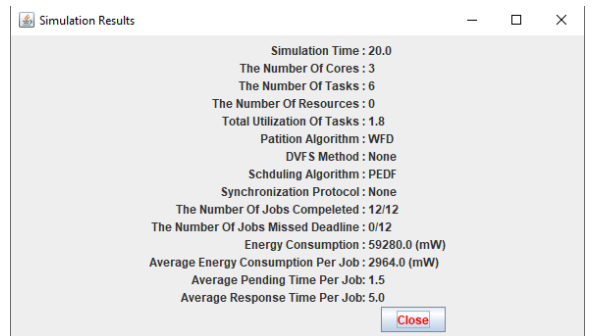 Simulation Results
Simulation Time : 20.0
The Number Of Cores : 3
The Number Of Tasks : 6
The Number Of Resources : 0
Total Utilization Of Tasks : 1.8
Patition Algorithm : WFD
DVFS Method : None
Schduling Algorithm : PEDF
Synchronization Protocol : None
The Number Of Jobs Compeleted : 12/12
The Number Of Jobs Missed Deadline : 0/12
Energy Consumption : 59280.0 (mW)
Average Energy Consumption Per Job : 2964.0 (mW)
Average Pending Time Per Job: 1.5
Average Response Time Per Job: 5.0
Close